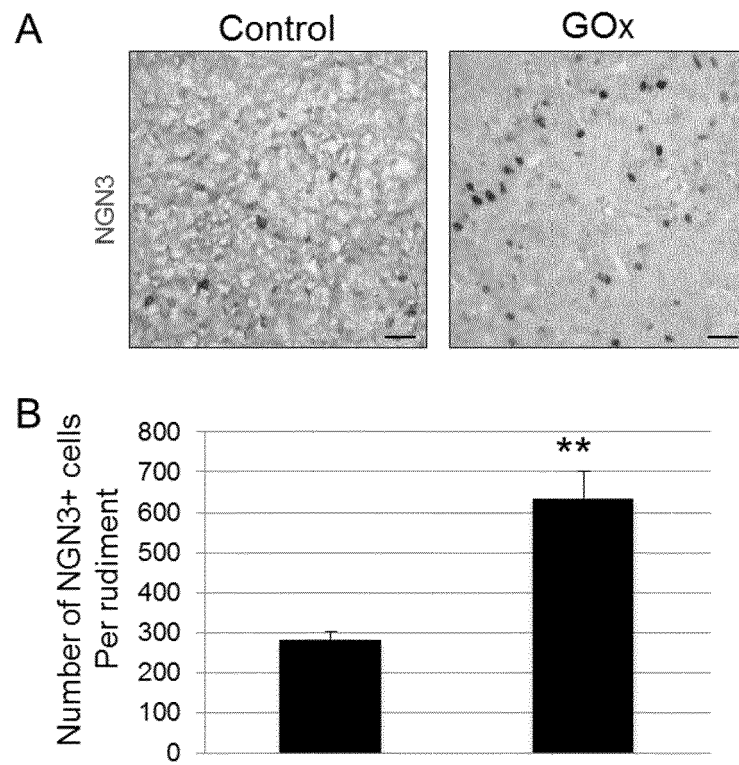 A
Control
GOx
NGN3
B
Number of NGN3+ cells
Per rudiment
800
700
600
500
400
300
200
100
0
**